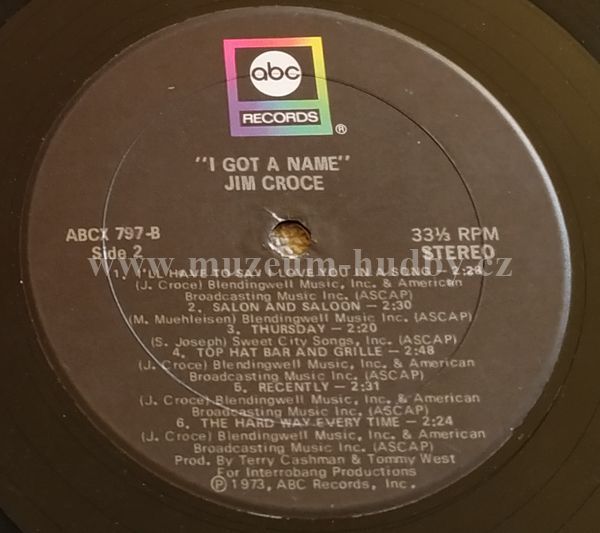 abc
RECORDS
®
"I GOT A NAME"
JIM CROCE
ABCX 797-B
Side 2
33⅓ RPM
STEREO
www.muzeum-hudby.cz
1. I'LL HAVE TO SAY I LOVE YOU IN A SONG – 2:28
(J. Croce) Blendingwell Music, Inc. & American
Broadcasting Music Inc. (ASCAP)
2. SALON AND SALOON – 2:30
(M. Muehleisen) Blendingwell Music, Inc. (ASCAP)
3. THURSDAY – 2:20
(S. Joseph) Sweet City Songs, Inc. (ASCAP)
4. TOP HAT BAR AND GRILLE – 2:48
(J. Croce) Blendingwell Music, Inc. & American
Broadcasting Music Inc. (ASCAP)
5. RECENTLY – 2:31
(J. Croce) Blendingwell Music, Inc. & American
Broadcasting Music Inc. (ASCAP)
6. THE HARD WAY EVERY TIME – 2:24
(J. Croce) Blendingwell Music, Inc. & American
Broadcasting Music Inc. (ASCAP)
Prod. By Terry Cashman & Tommy West
For Interrobang Productions
℗ 1973, ABC Records, Inc.